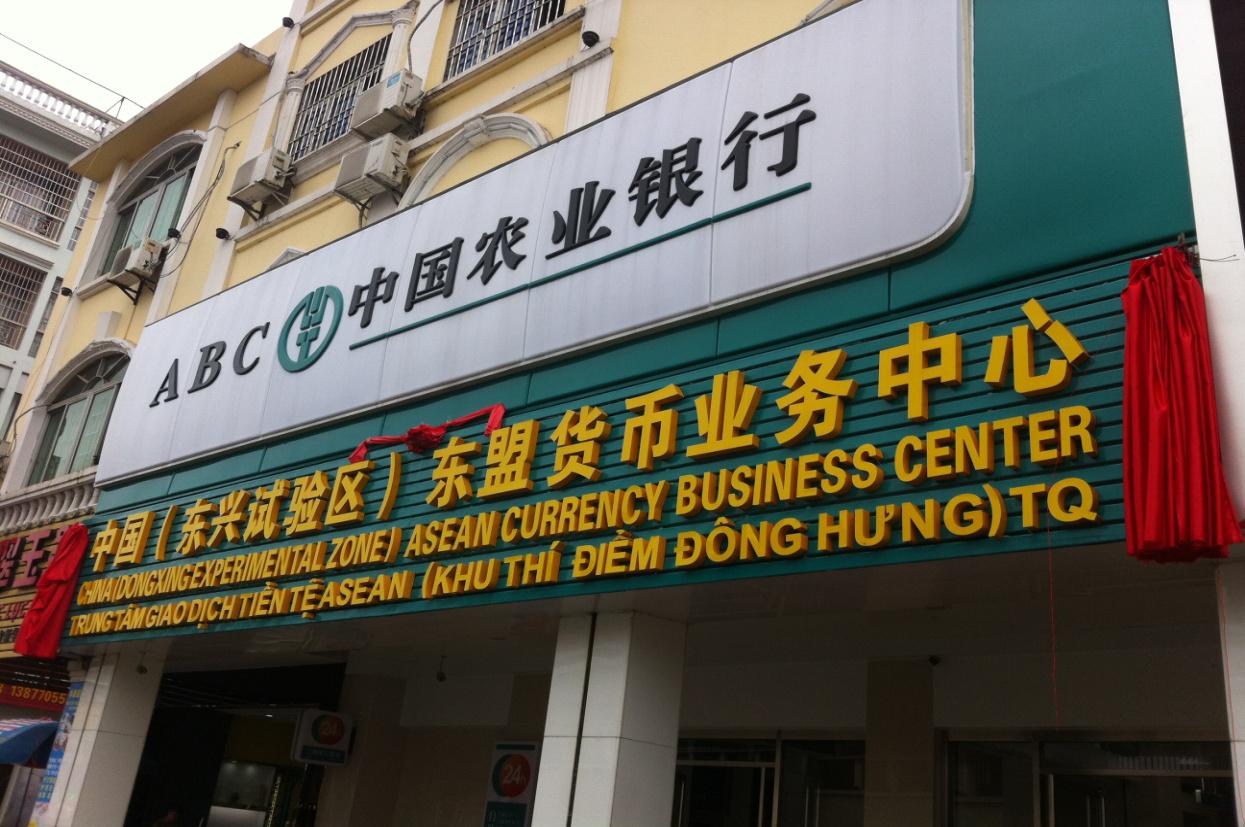 ABC 中国农业银行
中国（东兴试验区）东盟货币业务中心
CHINA(DONGXING EXPERIMENTAL ZONE) ASEAN CURRENCY BUSINESS CENTER
TRUNG TÂM GIAO DỊCH TIỀN TỆ ASEAN (KHU THÍ ĐIỂM ĐÔNG HƯNG) TQ
13877055
24h
24h